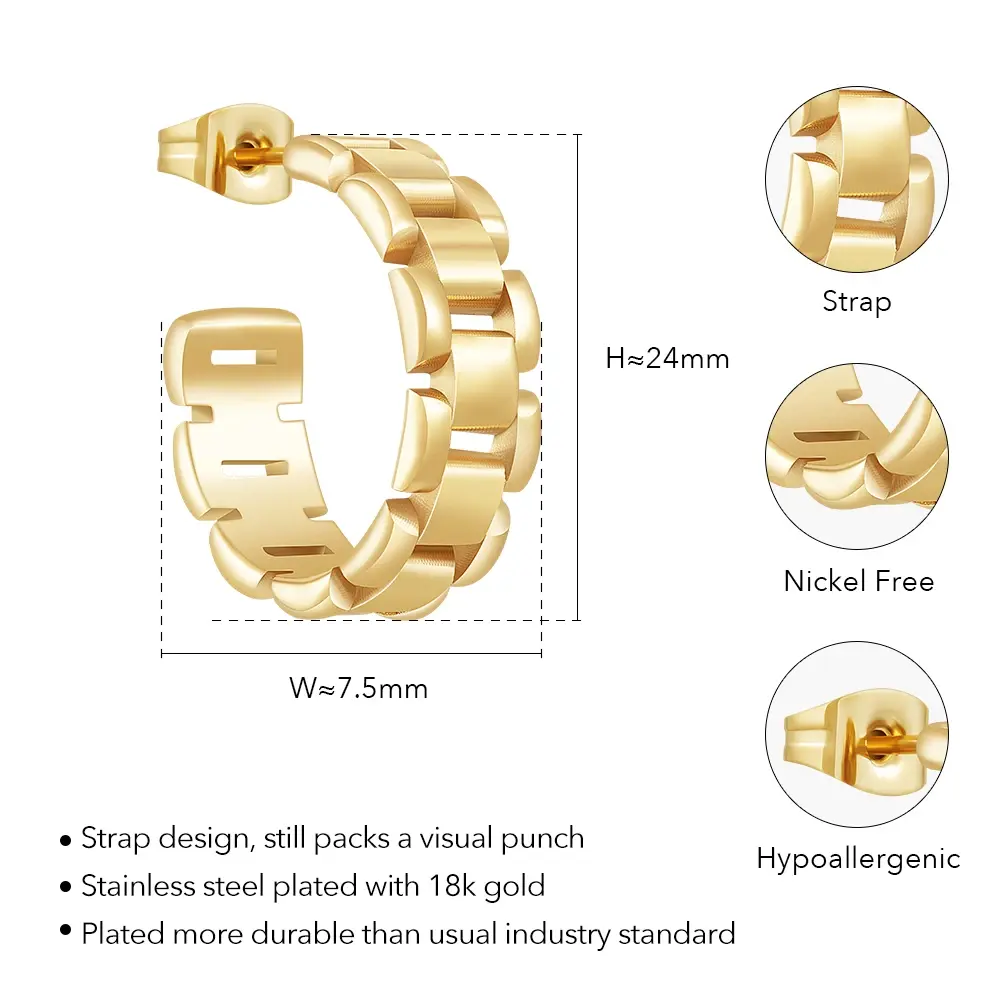 Strap
H≈24mm
Nickel Free
W≈7.5mm
Hypoallergenic
• Strap design, still packs a visual punch
• Stainless steel plated with 18k gold
• Plated more durable than usual industry standard